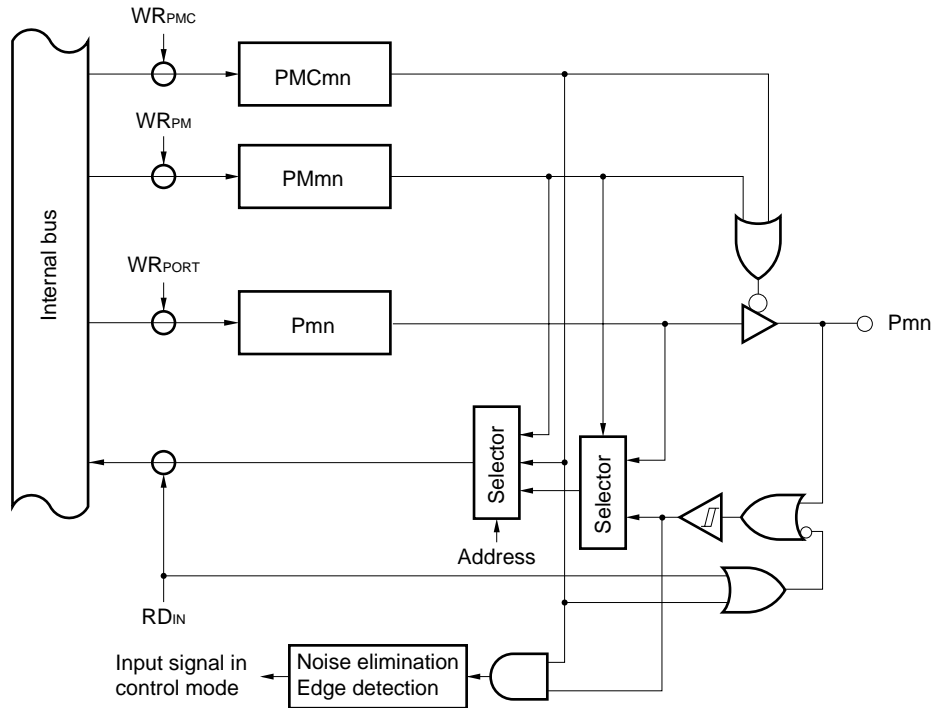 WRPMC
PMCmn
WRPM
PMmn
Internal bus
WRPORT
Pmn
Pmn
Selector
Selector
Address
RDIN
Input signal in
control mode
Noise elimination
Edge detection